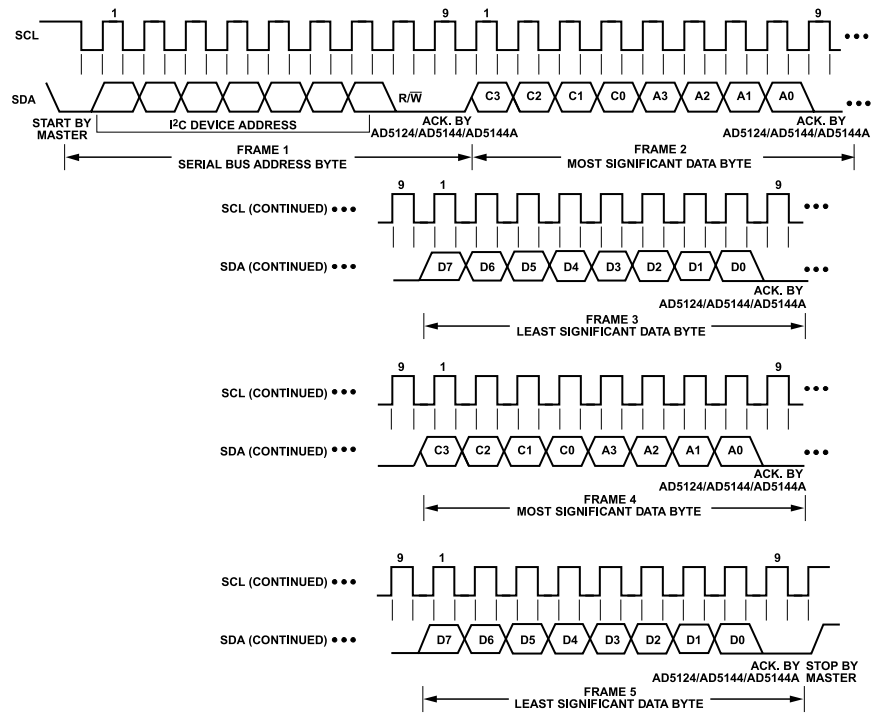 1 9 1 9
SCL
SDA R/W̅ C3 C2 C1 C0 A3 A2 A1 A0
START BY MASTER
I²C DEVICE ADDRESS
ACK. BY
AD5124/AD5144/AD5144A
ACK. BY
AD5124/AD5144/AD5144A
FRAME 1
SERIAL BUS ADDRESS BYTE
FRAME 2
MOST SIGNIFICANT DATA BYTE
9 1 9
SCL (CONTINUED)
SDA (CONTINUED) D7 D6 D5 D4 D3 D2 D1 D0
ACK. BY
AD5124/AD5144/AD5144A
FRAME 3
LEAST SIGNIFICANT DATA BYTE
9 1 9
SCL (CONTINUED)
SDA (CONTINUED) C3 C2 C1 C0 A3 A2 A1 A0
ACK. BY
AD5124/AD5144/AD5144A
FRAME 4
MOST SIGNIFICANT DATA BYTE
9 1 9
SCL (CONTINUED)
SDA (CONTINUED) D7 D6 D5 D4 D3 D2 D1 D0
ACK. BY
AD5124/AD5144/AD5144A
STOP BY
MASTER
FRAME 5
LEAST SIGNIFICANT DATA BYTE